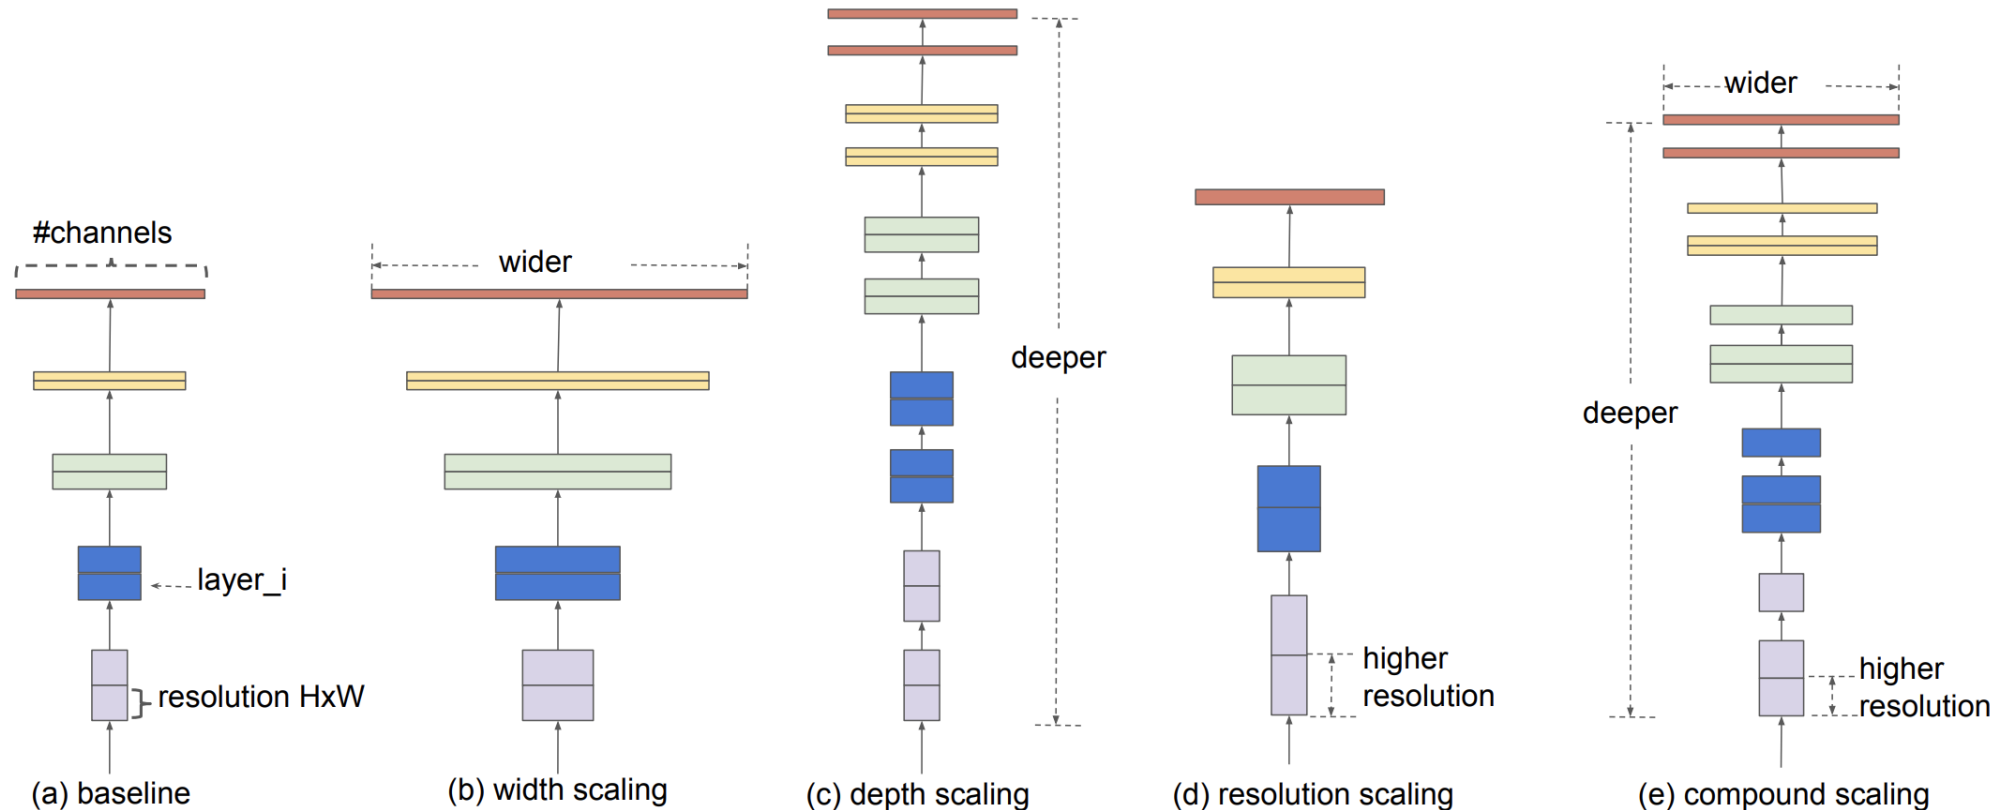 #channels
layer_i
resolution HxW
(a) baseline
wider
(b) width scaling
deeper
(c) depth scaling
higher
resolution
(d) resolution scaling
wider
deeper
higher
resolution
(e) compound scaling